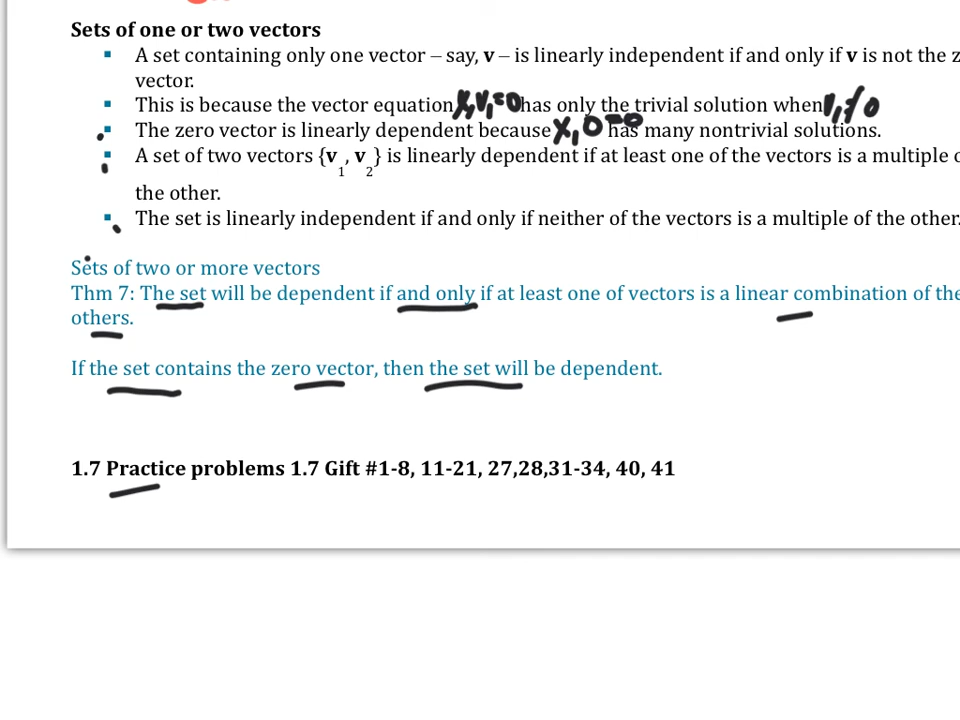 Sets of one or two vectors
▪ A set containing only one vector – say, v – is linearly independent if and only if v is not the z
vector.
▪ This is because the vector equation x₁v₁=0 has only the trivial solution when v₁≠0
▪ The zero vector is linearly dependent because x₁0=0 has many nontrivial solutions.
▪ A set of two vectors {v₁, v₂} is linearly dependent if at least one of the vectors is a multiple o
the other.
▪ The set is linearly independent if and only if neither of the vectors is a multiple of the other.
Sets of two or more vectors
Thm 7: The set will be dependent if and only if at least one of vectors is a linear combination of the
others.
If the set contains the zero vector, then the set will be dependent.
1.7 Practice problems 1.7 Gift #1-8, 11-21, 27,28,31-34, 40, 41